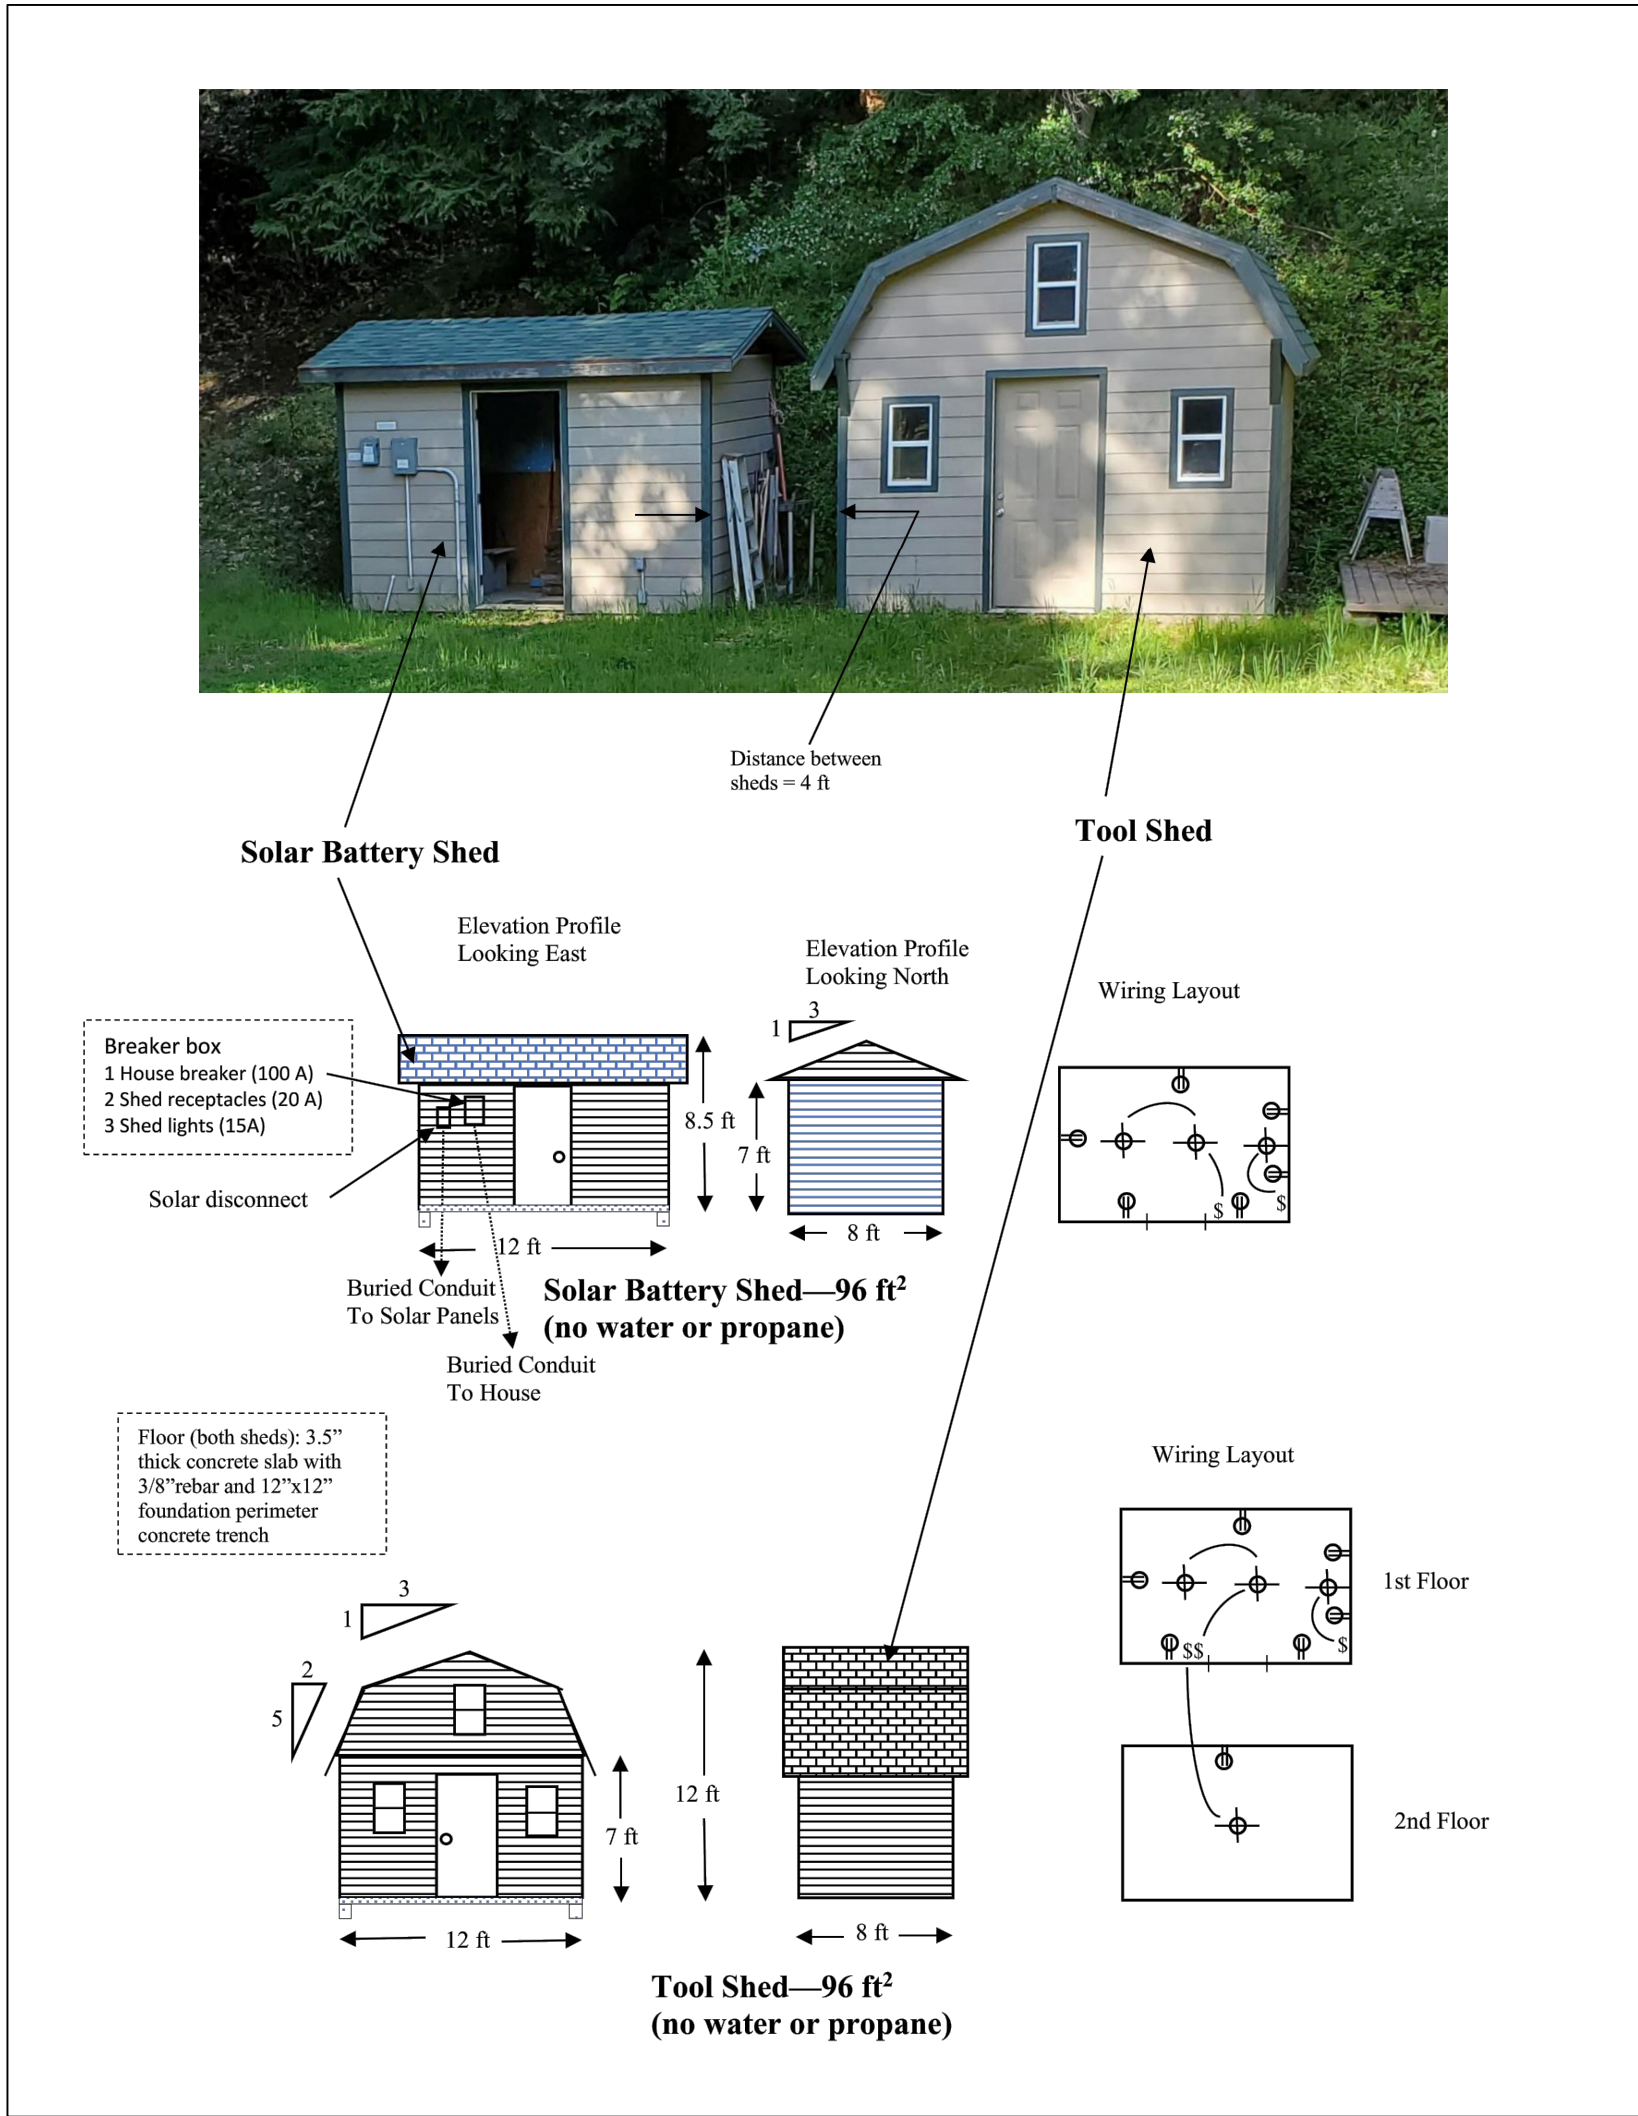 Distance between
sheds = 4 ft
Tool Shed
Solar Battery Shed
Elevation Profile
Looking East
Elevation Profile
Looking North
Wiring Layout
3
1
Breaker box
1 House breaker (100 A)
2 Shed receptacles (20 A)
3 Shed lights (15A)
8.5 ft
7 ft
Solar disconnect
$
$
12 ft
8 ft
Buried Conduit
To Solar Panels
Solar Battery Shed—96 ft²
(no water or propane)
Buried Conduit
To House
Floor (both sheds): 3.5”
thick concrete slab with
3/8”rebar and 12”x12”
foundation perimeter
concrete trench
Wiring Layout
3
1
1st Floor
$$
$
2
5
12 ft
7 ft
2nd Floor
12 ft
8 ft
Tool Shed—96 ft²
(no water or propane)